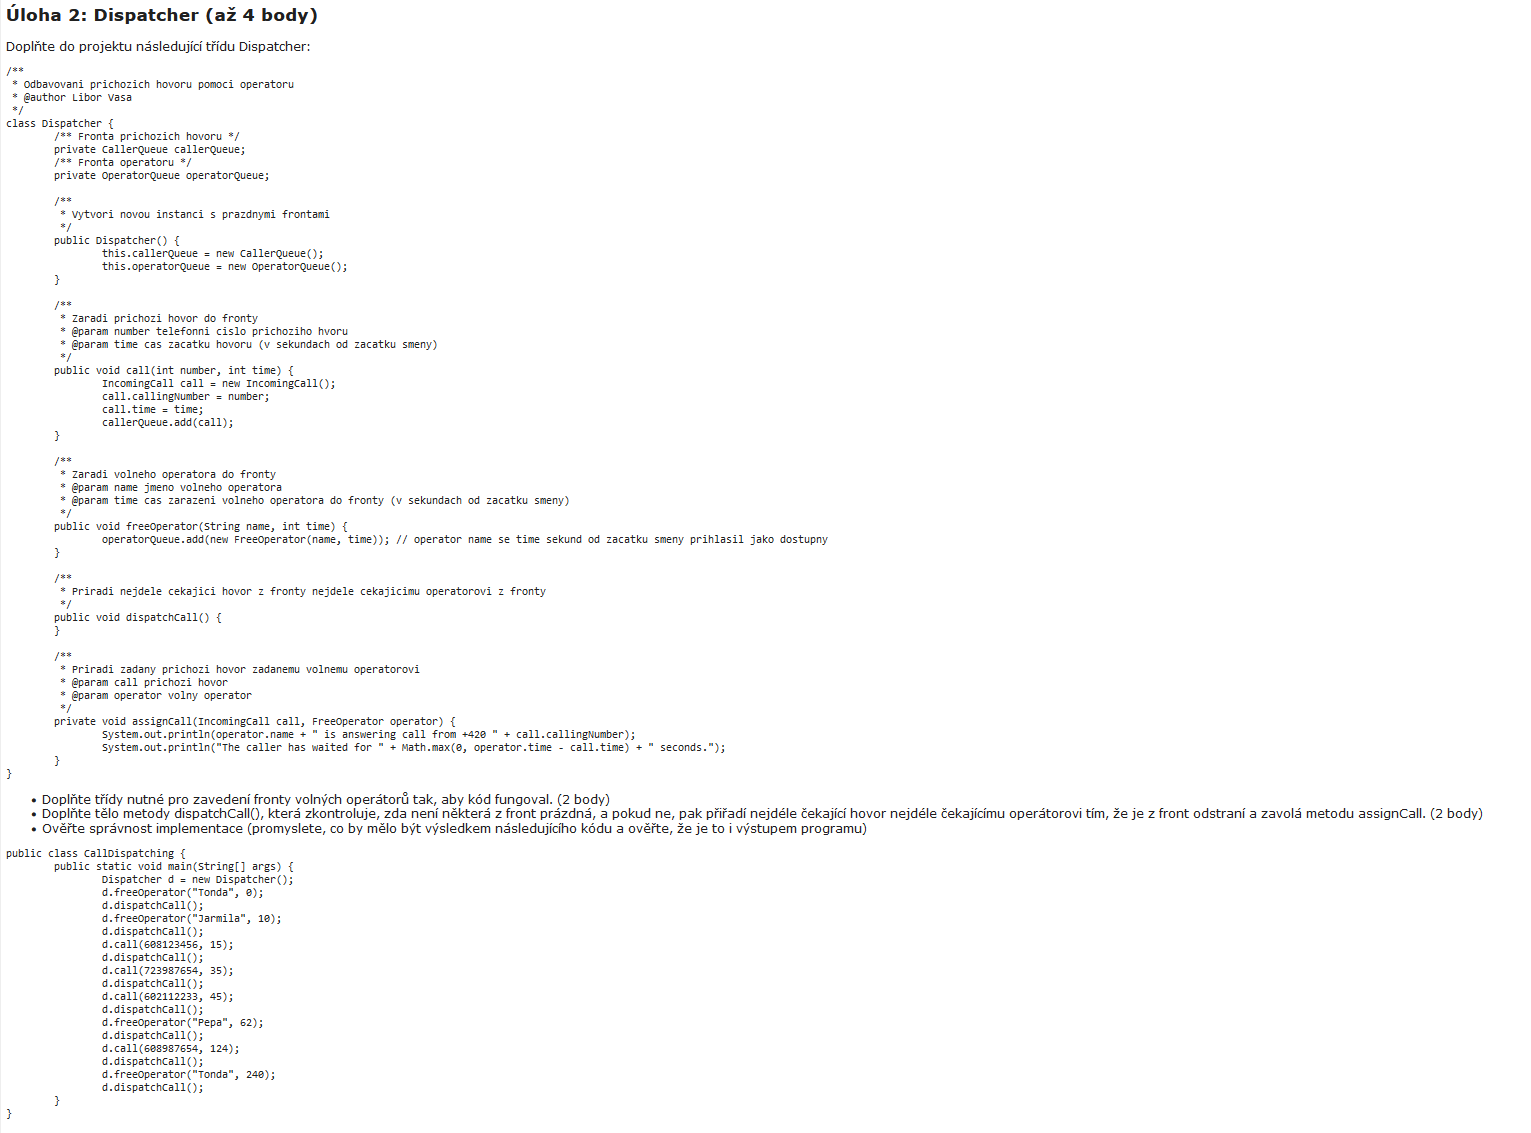 Úloha 2: Dispatcher (až 4 body)
Doplňte do projektu následující třídu Dispatcher:
/**
 * Odbavovani prichozich hovoru pomoci operatoru
 * @author Libor Vasa
 */
class Dispatcher {
        /** Fronta prichozich hovoru */
        private CallerQueue callerQueue;
        /** Fronta operatoru */
        private OperatorQueue operatorQueue;

        /**
         * Vytvori novou instanci s prazdnymi frontami
         */
        public Dispatcher() {
                this.callerQueue = new CallerQueue();
                this.operatorQueue = new OperatorQueue();
        }

        /**
         * Zaradi prichozi hovor do fronty
         * @param number telefonni cislo prichoziho hvoru
         * @param time cas zacatku hovoru (v sekundach od zacatku smeny)
         */
        public void call(int number, int time) {
                IncomingCall call = new IncomingCall();
                call.callingNumber = number;
                call.time = time;
                callerQueue.add(call);
        }

        /**
         * Zaradi volneho operatora do fronty
         * @param name jmeno volneho operatora
         * @param time cas zarazeni volneho operatora do fronty (v sekundach od zacatku smeny)
         */
        public void freeOperator(String name, int time) {
                operatorQueue.add(new FreeOperator(name, time)); // operator name se time sekund od zacatku smeny prihlasil jako dostupny
        }

        /**
         * Priradi nejdele cekajici hovor z fronty nejdele cekajicimu operatorovi z fronty
         */
        public void dispatchCall() {
        }

        /**
         * Priradi zadany prichozi hovor zadanemu volnemu operatorovi
         * @param call prichozi hovor
         * @param operator volny operator
         */
        private void assignCall(IncomingCall call, FreeOperator operator) {
                System.out.println(operator.name + " is answering call from +420 " + call.callingNumber);
                System.out.println("The caller has waited for " + Math.max(0, operator.time - call.time) + " seconds.");
        }
}
• Doplňte třídy nutné pro zavedení fronty volných operátorů tak, aby kód fungoval. (2 body)
• Doplňte tělo metody dispatchCall(), která zkontroluje, zda není některá z front prázdná, a pokud ne, pak přiřadí nejdéle čekající hovor nejdéle čekajícímu operátorovi tím, že je z front odstraní a zavolá metodu assignCall. (2 body)
• Ověřte správnost implementace (promyslete, co by mělo být výsledkem následujícího kódu a ověřte, že je to i výstupem programu)
public class CallDispatching {
        public static void main(String[] args) {
                Dispatcher d = new Dispatcher();
                d.freeOperator("Tonda", 0);
                d.dispatchCall();
                d.freeOperator("Jarmila", 10);
                d.dispatchCall();
                d.call(608123456, 15);
                d.dispatchCall();
                d.call(723987654, 35);
                d.dispatchCall();
                d.call(602112233, 45);
                d.dispatchCall();
                d.freeOperator("Pepa", 62);
                d.dispatchCall();
                d.call(608987654, 124);
                d.dispatchCall();
                d.freeOperator("Tonda", 240);
                d.dispatchCall();
        }
}